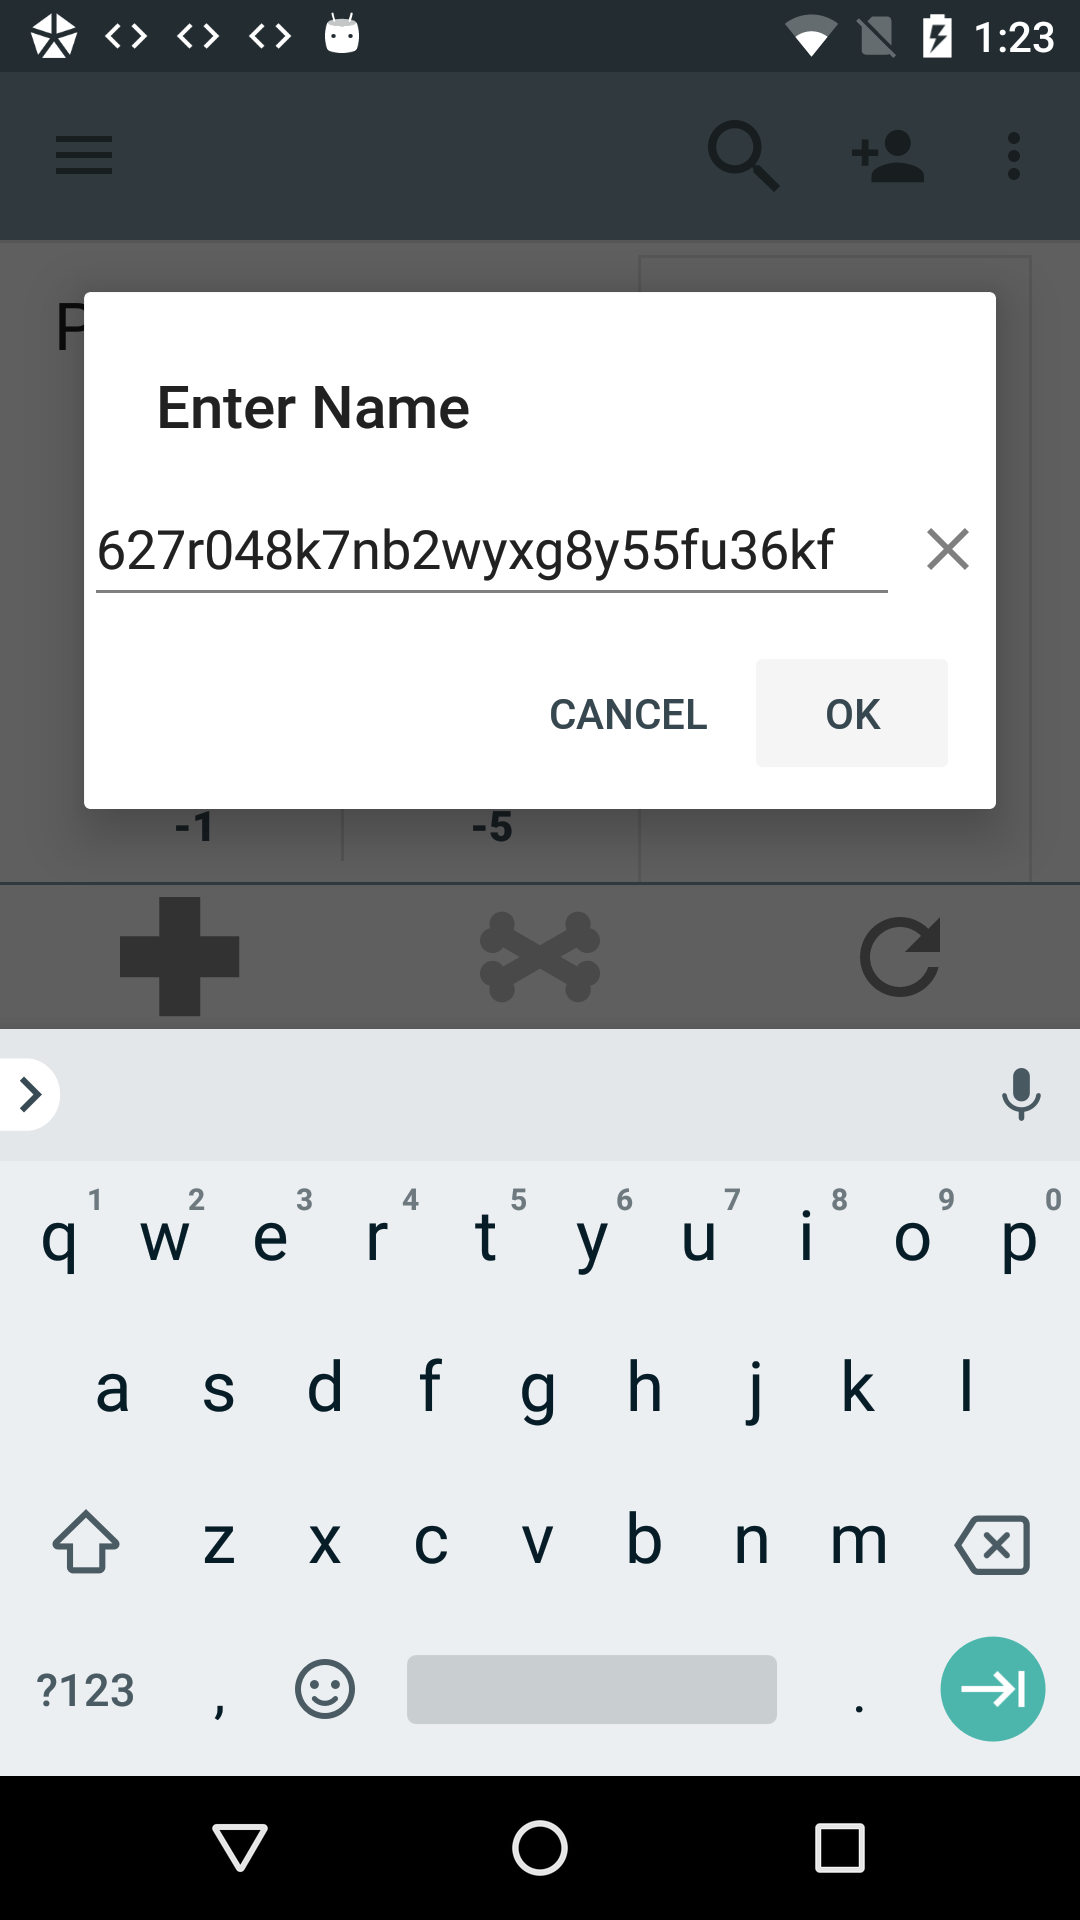 1:23
P
Enter Name
627r048k7nb2wyxg8y55fu36kf
CANCEL OK
-1 -5
1 2 3 4 5 6 7 8 9 0
q w e r t y u i o p
a s d f g h j k l
z x c v b n m
?123 , .